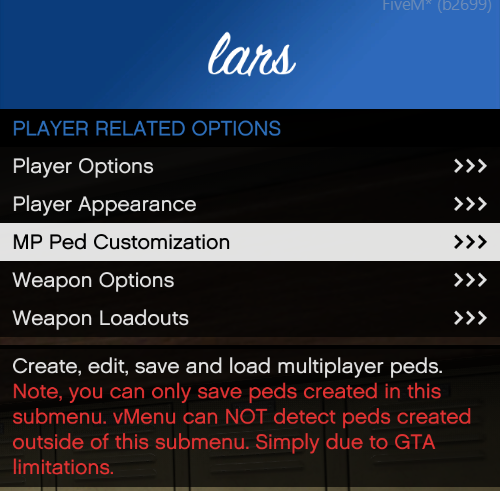 FiveM* (b2699)
lars
PLAYER RELATED OPTIONS
Player Options >>>
Player Appearance >>>
MP Ped Customization >>>
Weapon Options >>>
Weapon Loadouts >>>
Create, edit, save and load multiplayer peds.
Note, you can only save peds created in this
submenu. vMenu can NOT detect peds created
outside of this submenu. Simply due to GTA
limitations.